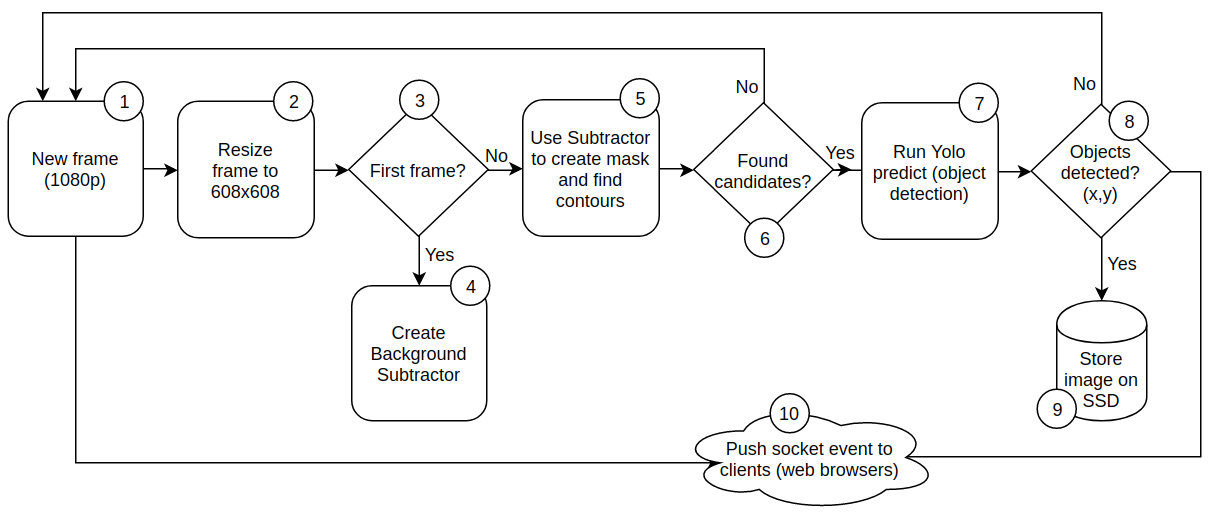 1
New frame
(1080p)
2
Resize
frame to
608x608
3
First frame?
No
Yes
4
Create
Background
Subtractor
5
Use Subtractor
to create mask
and find
contours
No
Found
candidates?
6
Yes
7
Run Yolo
predict (object
detection)
No
8
Objects
detected?
(x,y)
Yes
Store
image on
SSD
9
10
Push socket event to
clients (web browsers)